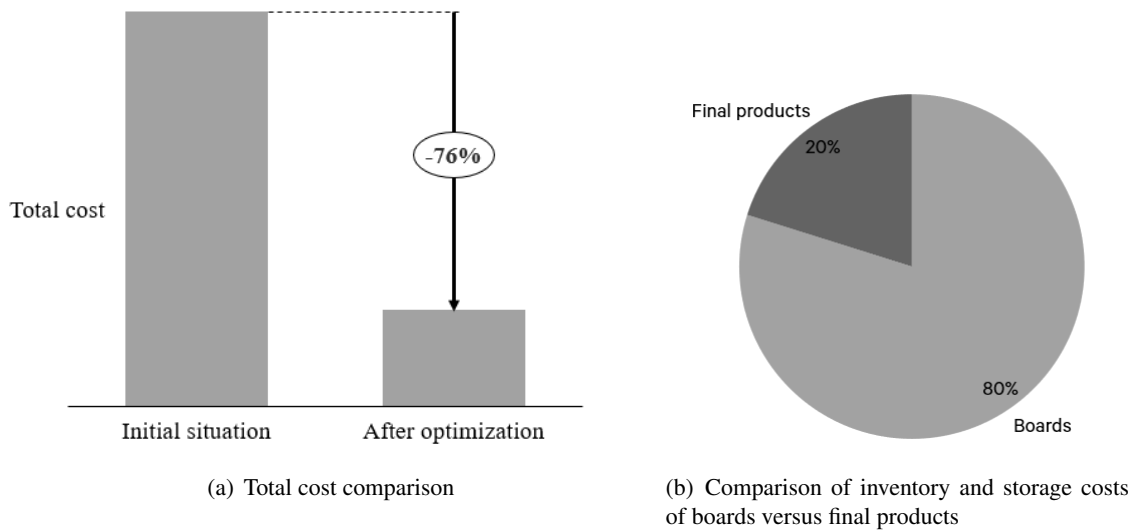 Total cost
-76%
Initial situation
After optimization
(a) Total cost comparison
Final products
20%
80%
Boards
(b) Comparison of inventory and storage costs
of boards versus final products